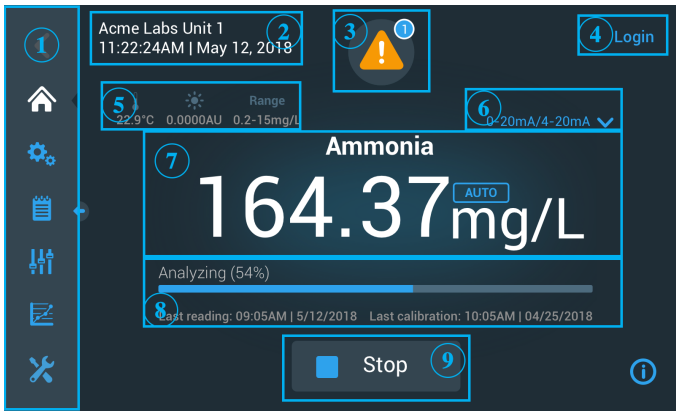 1
Acme Labs Unit 1
2
11:22:24AM | May 12, 2018
3
1
4
Login
5
Range
22.9°C 0.0000AU 0.2-15mg/L
6
0-20mA/4-20mA
7
Ammonia
164.37mg/L
AUTO
Analyzing (54%)
8
Last reading: 09:05AM | 5/12/2018 Last calibration: 10:05AM | 04/25/2018
Stop
9